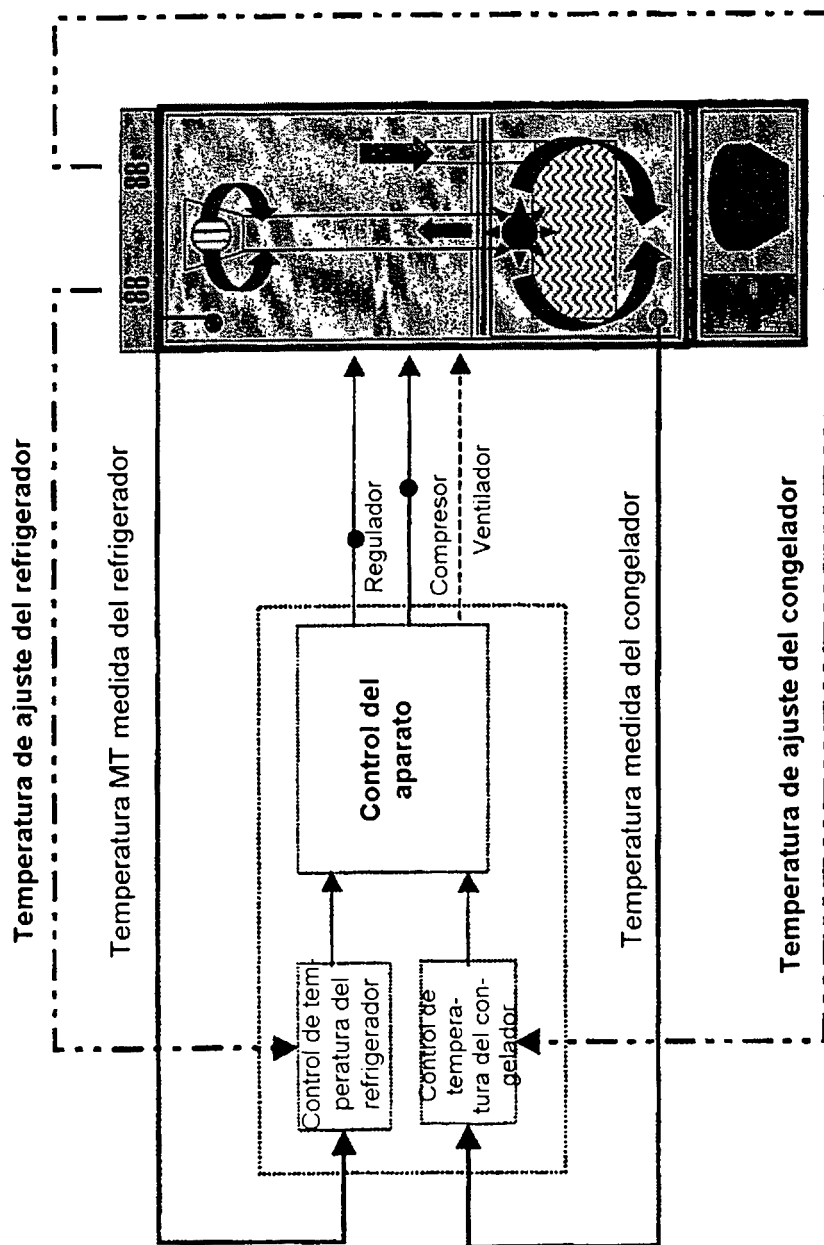 Temperatura de ajuste del refrigerador
Temperatura MT medida del refrigerador
Control de tem-
peratura del
refrigerador
Control de
tempera-
tura del con-
gelador
Control del
aparato
Regulador
Compresor
Ventilador
88
88
Temperatura medida del congelador
Temperatura de ajuste del congelador